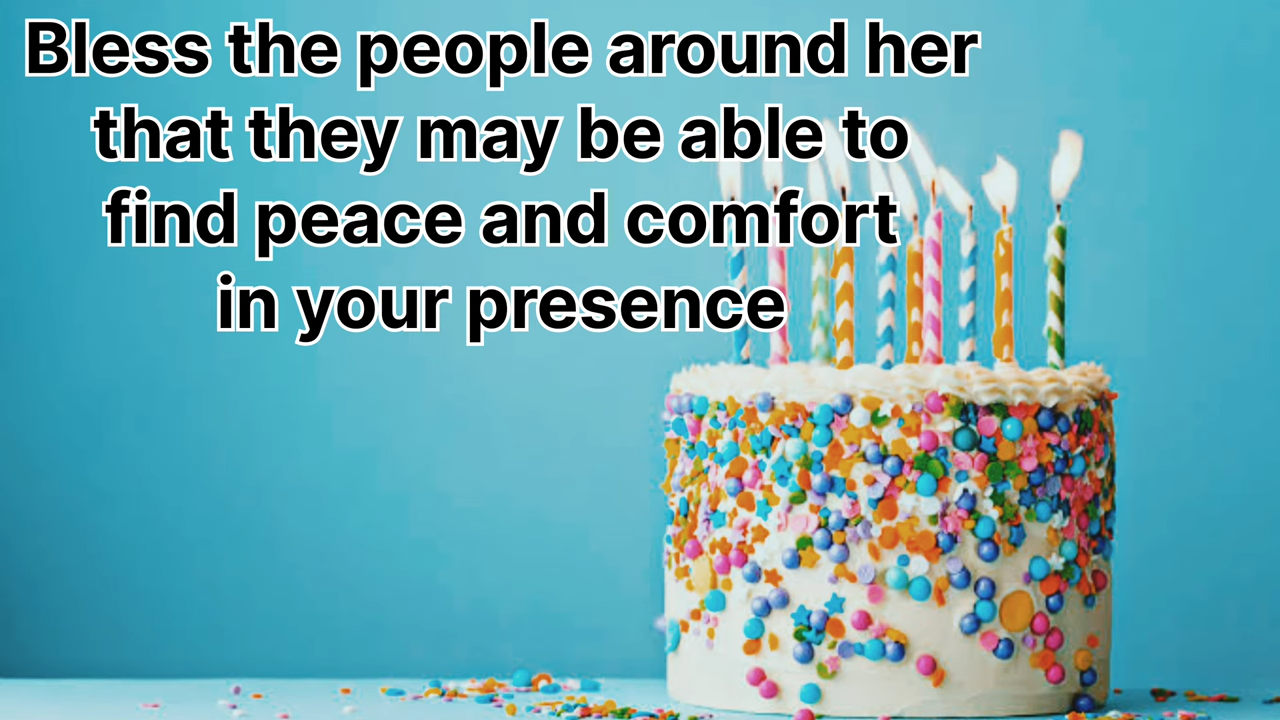 Bless the people around her
that they may be able to
find peace and comfort
in your presence